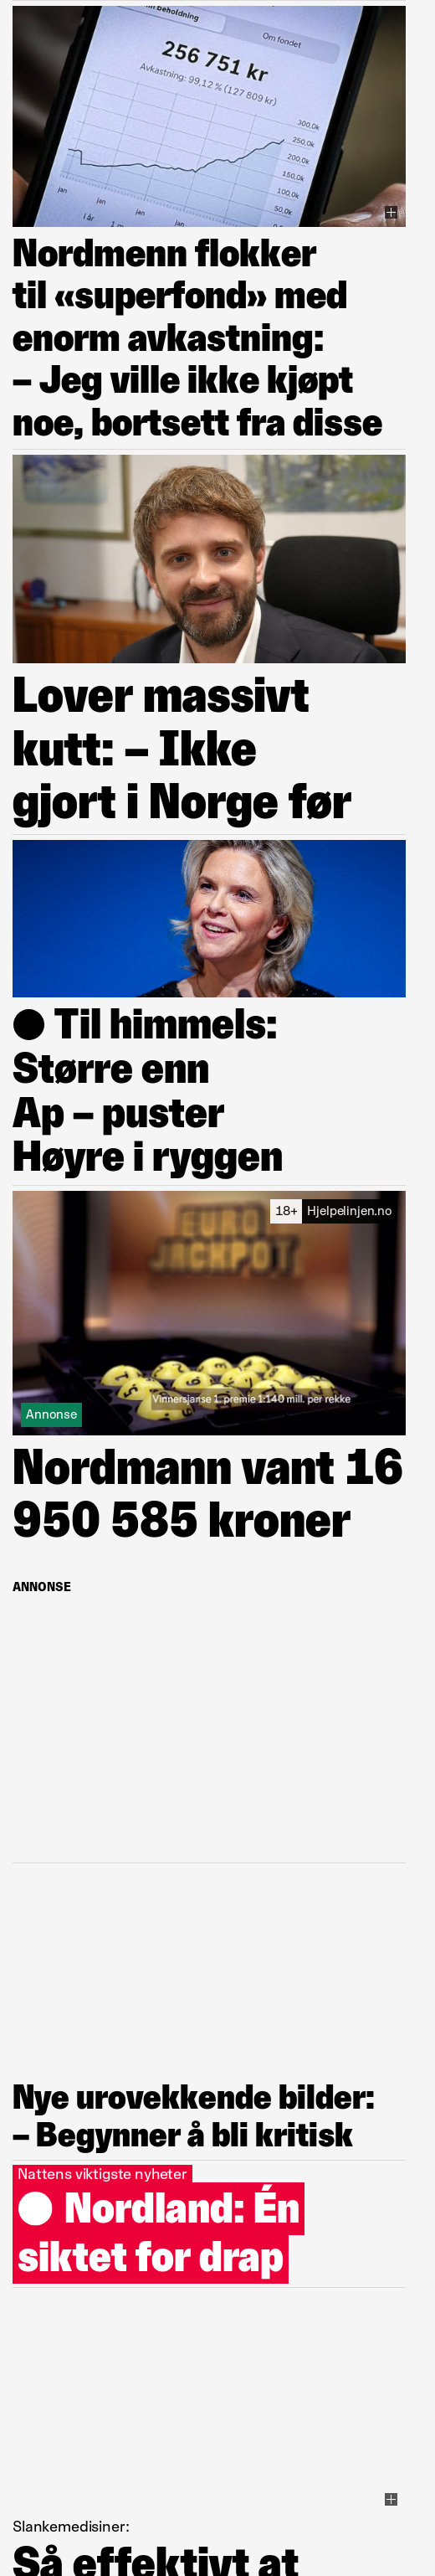 n beholdning
Om fondet
256 751 kr
Avkastning: 99,12 % (127 809 kr)
300,0k
250,0k
200,0k
150,0k
100,0k
50,0k
jan
jan
jan
jan
i år
1 m
Nordmenn flokker
til «superfond» med
enorm avkastning:
– Jeg ville ikke kjøpt
noe, bortsett fra disse
Lover massivt
kutt: – Ikke
gjort i Norge før
Til himmels:
Større enn
Ap – puster
Høyre i ryggen
18+ Hjelpelinjen.no
EURO
JACKPOT
Vinnersjanse 1. premie 1:140 mill. per rekke
Annonse
Nordmann vant 16
950 585 kroner
ANNONSE
Nye urovekkende bilder:
– Begynner å bli kritisk
Nattens viktigste nyheter
Nordland: Én
siktet for drap
Slankemedisiner:
Så effektivt at